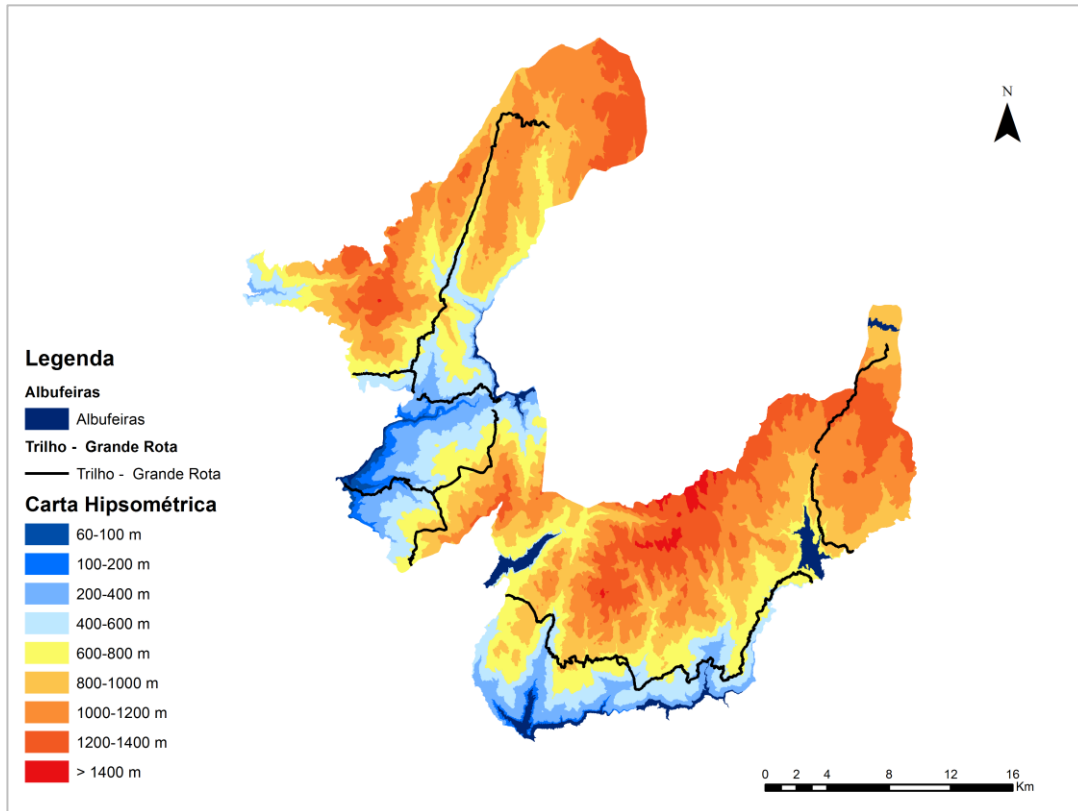 N
Legenda
Albufeiras
Albufeiras
Trilho - Grande Rota
Trilho - Grande Rota
Carta Hipsométrica
60-100 m
100-200 m
200-400 m
400-600 m
600-800 m
800-1000 m
1000-1200 m
1200-1400 m
> 1400 m
0 2 4 8 12 16
Km